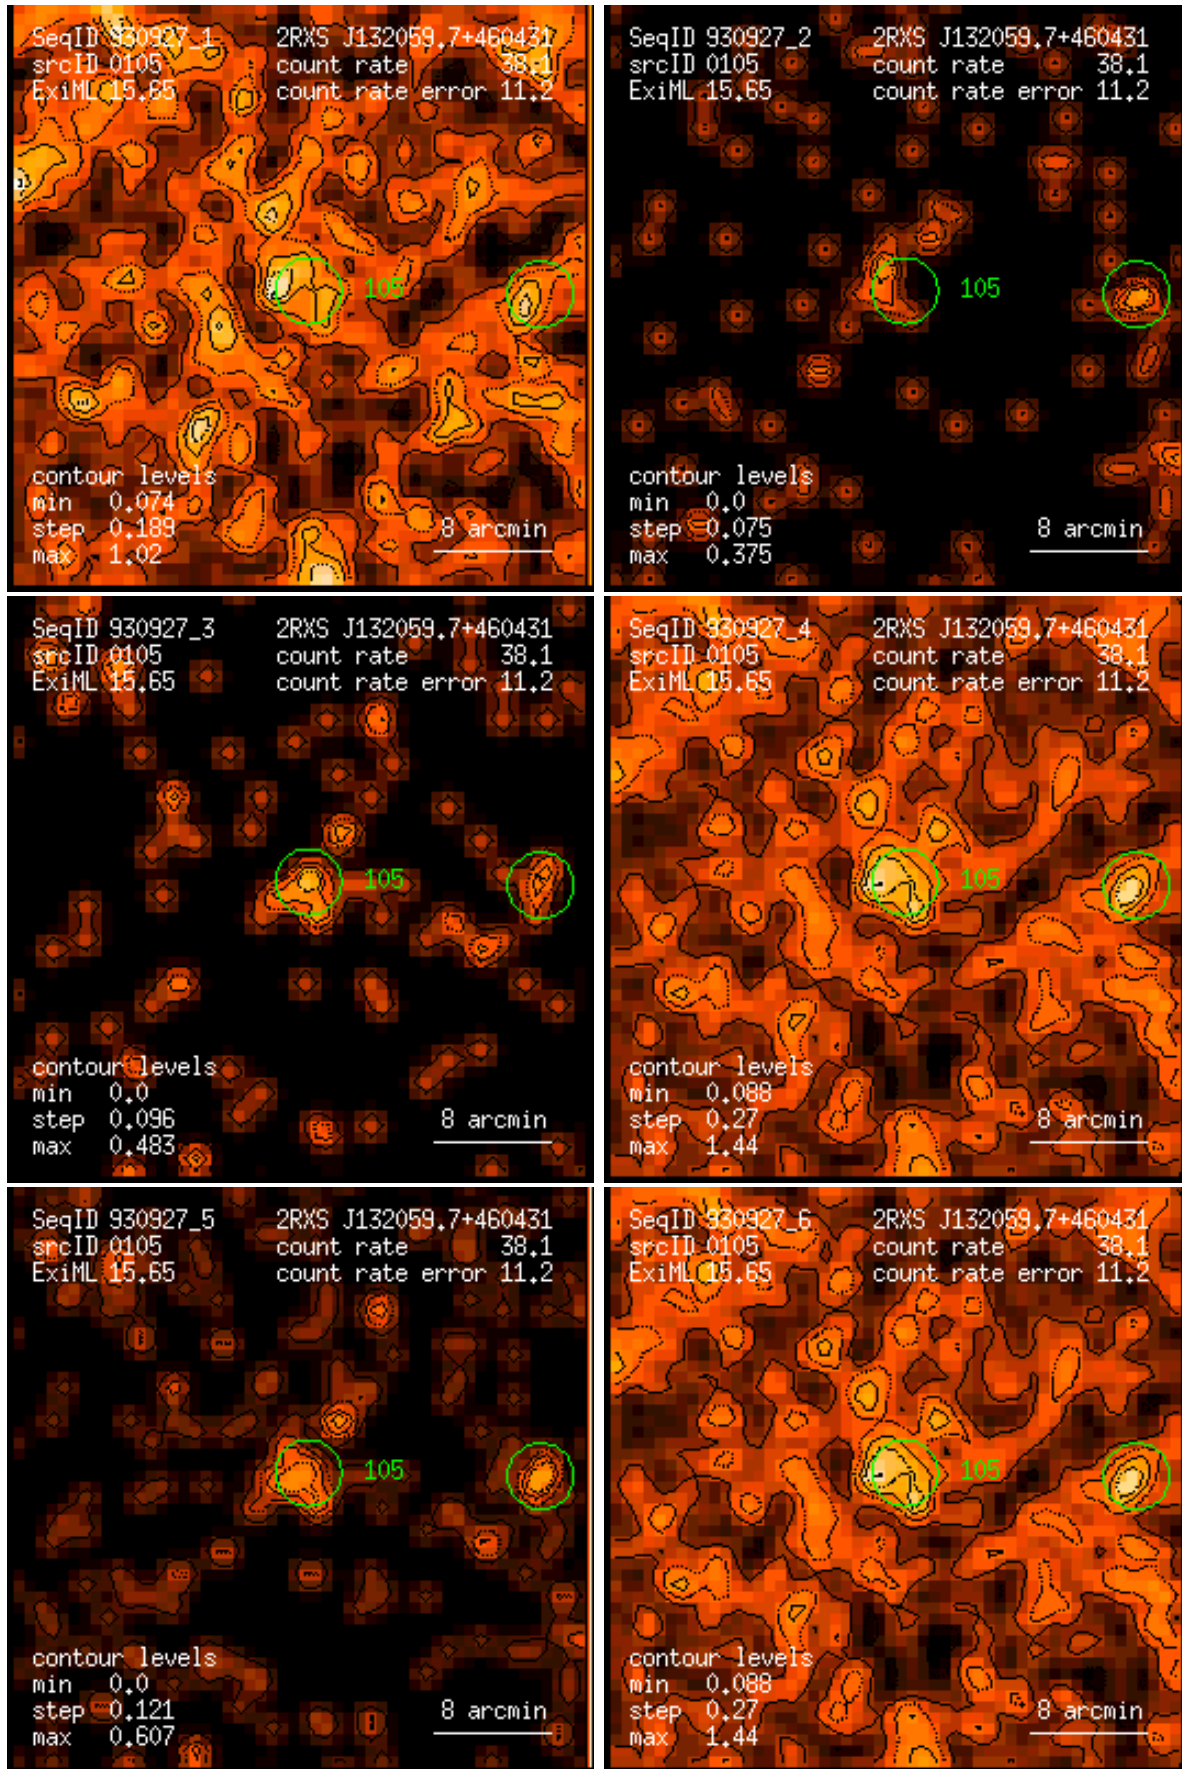 SeqID 930927_1 2RXS J132059.7+460431
srcID 0105 count rate 38.1
ExiML 15.65 count rate error 11.2
105
contour levels
min 0.074
step 0.189 8 arcmin
max 1.02
SeqID 930927_2 2RXS J132059.7+460431
srcID 0105 count rate 38.1
ExiML 15.65 count rate error 11.2
105
contour levels
min 0.0
step 0.075 8 arcmin
max 0.375
SeqID 930927_3 2RXS J132059.7+460431
srcID 0105 count rate 38.1
ExiML 15.65 count rate error 11.2
105
contour levels
min 0.0
step 0.096 8 arcmin
max 0.483
SeqID 930927_4 2RXS J132059.7+460431
srcID 0105 count rate 38.1
ExiML 15.65 count rate error 11.2
105
contour levels
min 0.088
step 0.27 8 arcmin
max 1.44
SeqID 930927_5 2RXS J132059.7+460431
srcID 0105 count rate 38.1
ExiML 15.65 count rate error 11.2
105
contour levels
min 0.0
step 0.121 8 arcmin
max 0.607
SeqID 930927_6 2RXS J132059.7+460431
srcID 0105 count rate 38.1
ExiML 15.65 count rate error 11.2
105
contour levels
min 0.088
step 0.27 8 arcmin
max 1.44